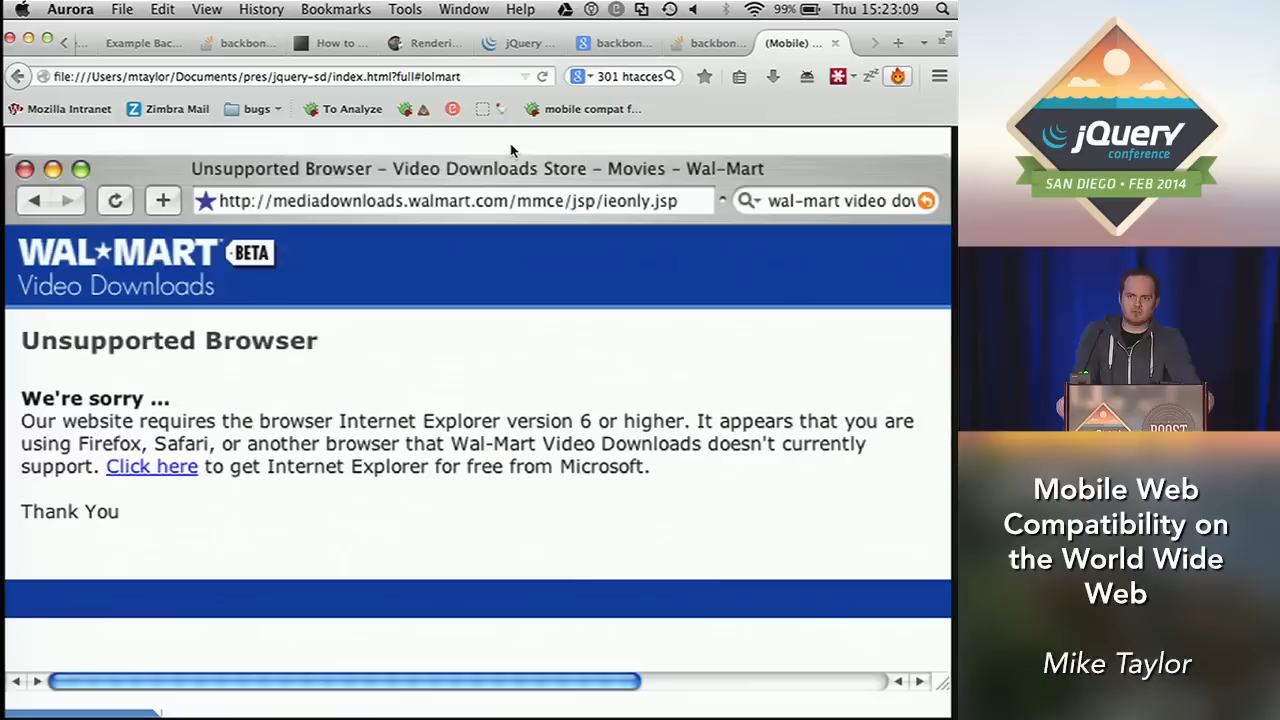 Aurora File Edit View History Bookmarks Tools Window Help 99% Thu 15:23:09
Example Bac... backbon... How to ... Renderi... jQuery ... backbon... backbon... (Mobile) ...
file:///Users/mtaylor/Documents/pres/jquery-sd/index.html?full#lolmart 301 htacces
Mozilla Intranet Zimbra Mail bugs To Analyze mobile compat f...
Unsupported Browser – Video Downloads Store – Movies – Wal-Mart
http://mediadownloads.walmart.com/mmce/jsp/ieonly.jsp wal-mart video dov
WAL★MART BETA
Video Downloads
Unsupported Browser
We're sorry ...
Our website requires the browser Internet Explorer version 6 or higher. It appears that you are
using Firefox, Safari, or another browser that Wal-Mart Video Downloads doesn't currently
support. Click here to get Internet Explorer for free from Microsoft.
Thank You
jQuery
conference
SAN DIEGO • FEB 2014
BOOST
Mobile Web
Compatibility on
the World Wide
Web
Mike Taylor